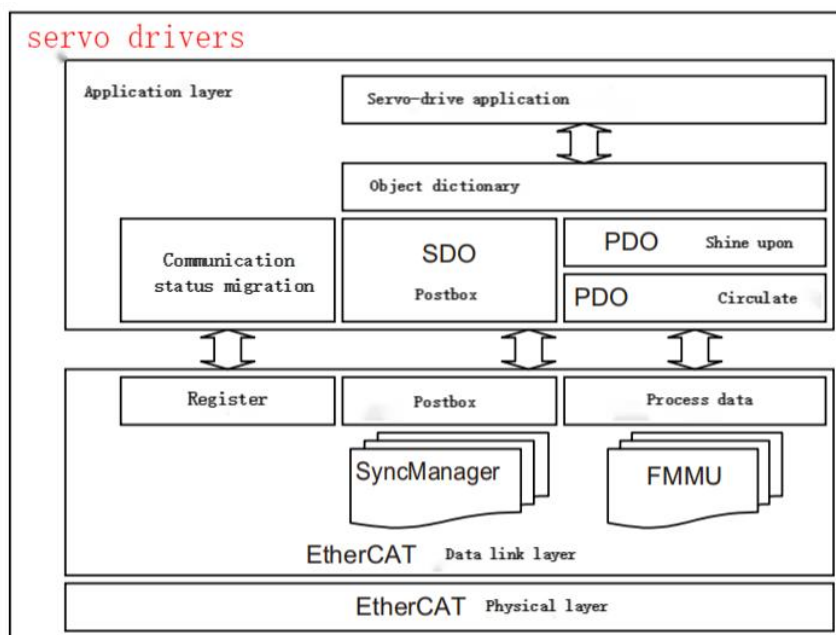 servo drivers
Application layer
Servo-drive application
Object dictionary
Communication
status migration
SDO
Postbox
PDO Shine upon
PDO Circulate
Register
Postbox
Process data
SyncManager
FMMU
EtherCAT Data link layer
EtherCAT Physical layer